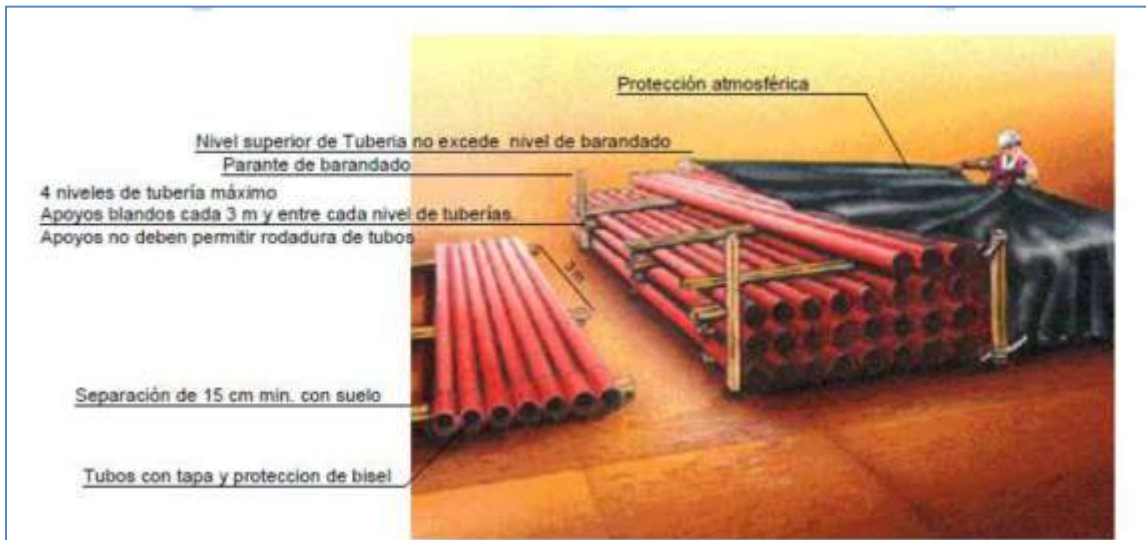 Protección atmosférica
Nivel superior de Tuberia no excede nivel de barandado
Parante de barandado
4 niveles de tubería máximo
Apoyos blandos cada 3 m y entre cada nivel de tuberías.
Apoyos no deben permitir rodadura de tubos
3 m
Separación de 15 cm min. con suelo
Tubos con tapa y proteccion de bisel